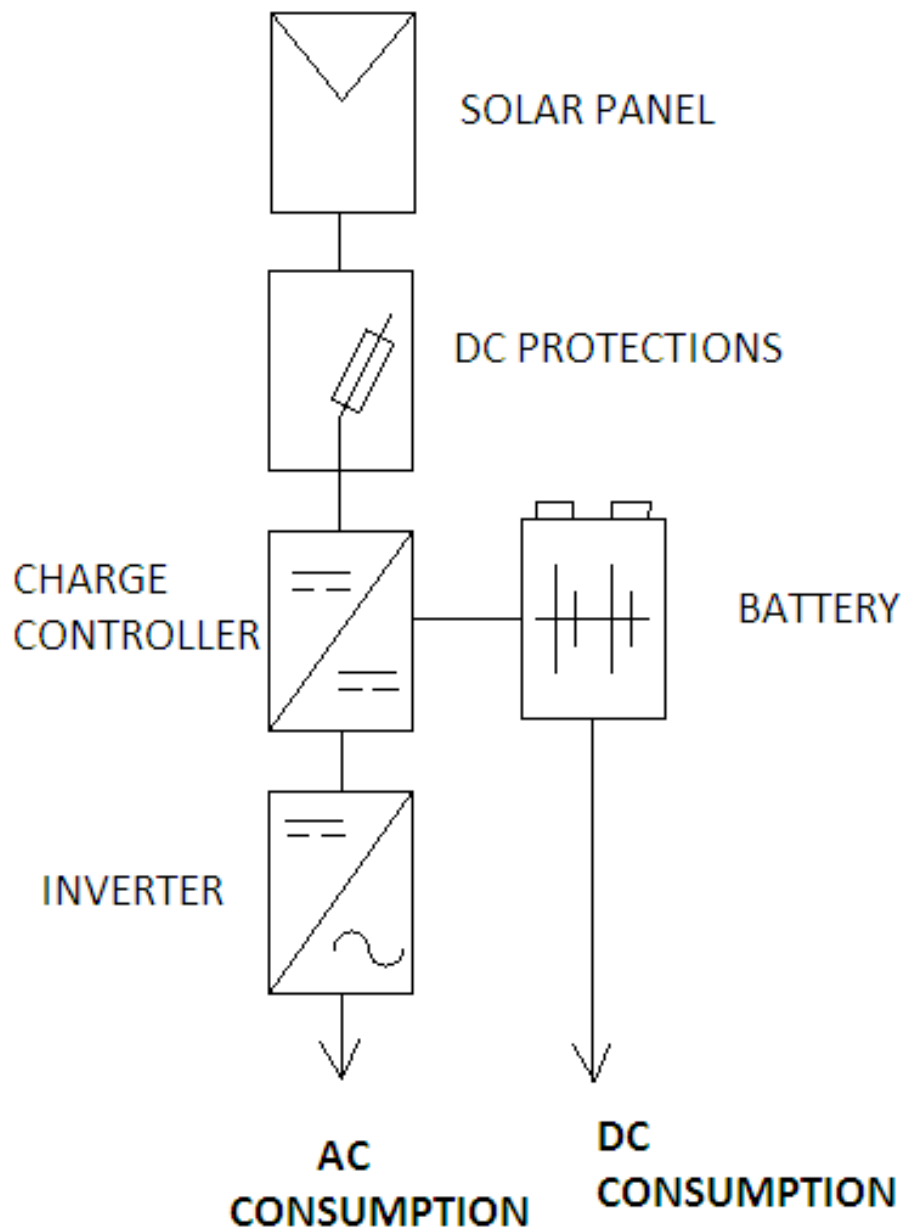 SOLAR PANEL
DC PROTECTIONS
CHARGE
CONTROLLER
BATTERY
INVERTER
AC
CONSUMPTION
DC
CONSUMPTION